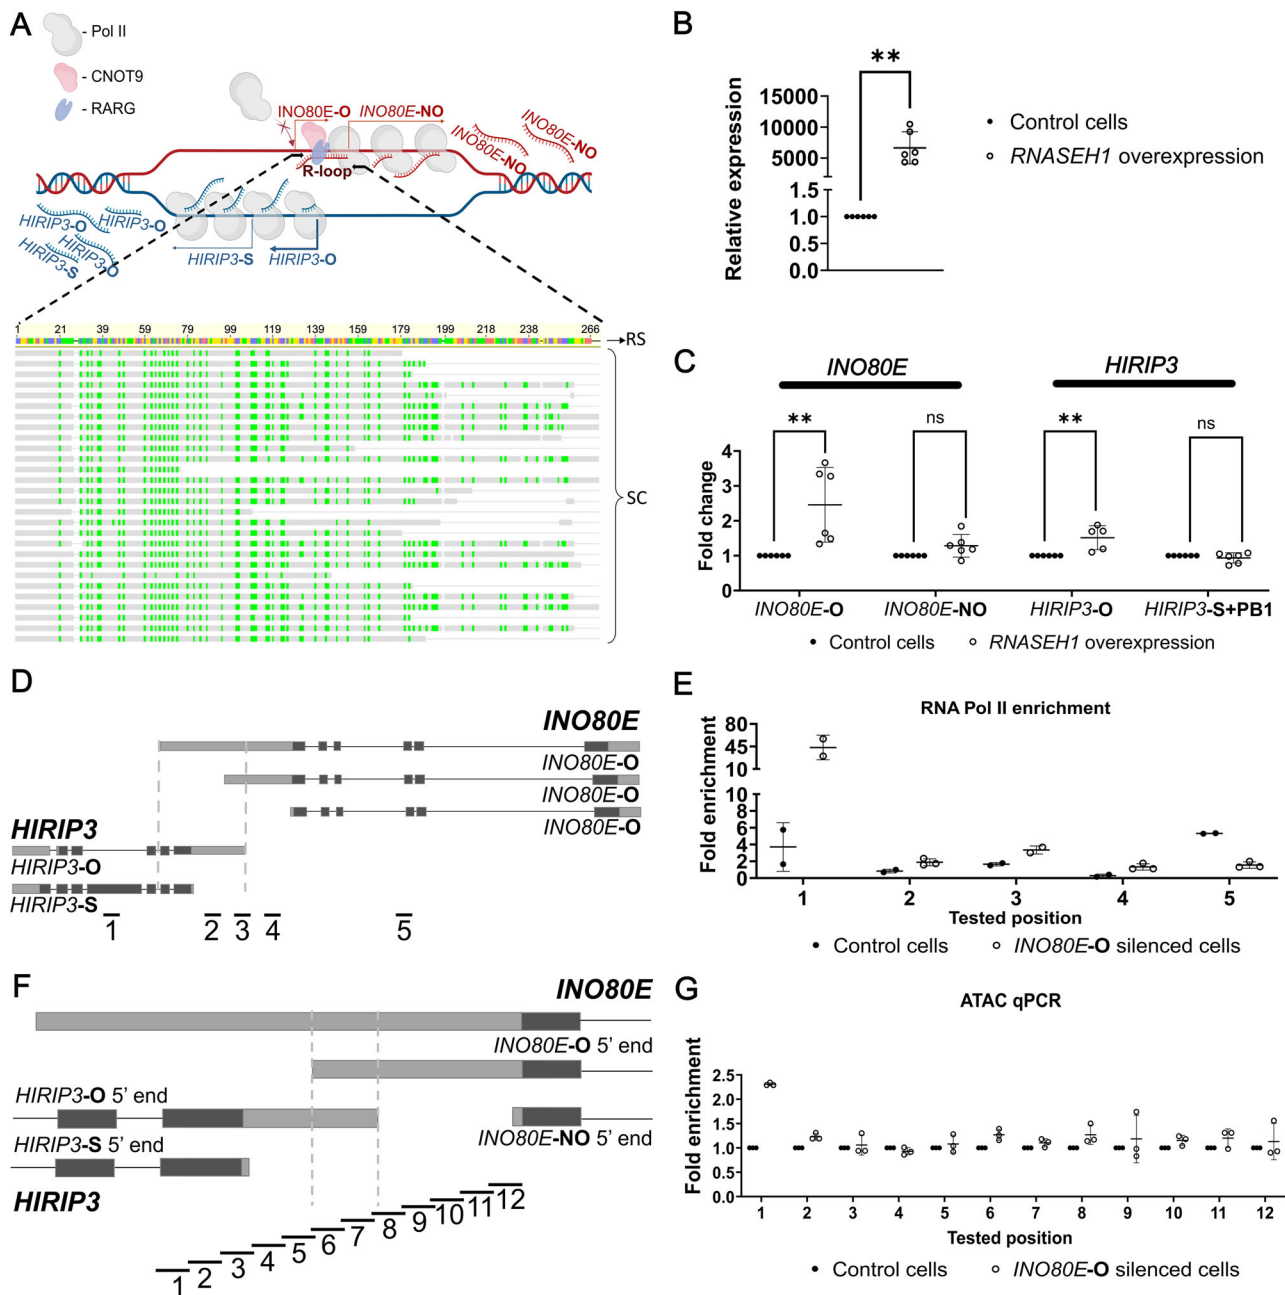 A
- Pol II
- CNOT9
- RARG
INO80E-O
INO80E-NO
INO80E-NO
INO80E-NO
R-loop
HIRIP3-O
HIRIP3-O
HIRIP3-O
HIRIP3-S
HIRIP3-S
HIRIP3-O
1 21 39 59 79 99 119 139 159 179 199 218 238 266
RS
SC
B
**
Relative expression
15000
10000
5000
1.5
1.0
0.5
0.0
Control cells
RNASEH1 overexpression
C
INO80E
HIRIP3
** ns ** ns
Fold change
4
3
2
1
0
INO80E-O INO80E-NO HIRIP3-O HIRIP3-S+PB1
Control cells RNASEH1 overexpression
D
INO80E
INO80E-O
INO80E-O
INO80E-O
HIRIP3
HIRIP3-O
HIRIP3-S
1 2 3 4 5
E
RNA Pol II enrichment
Fold enrichment
80
45
10
10
8
6
4
2
0
1 2 3 4 5
Tested position
Control cells INO80E-O silenced cells
F
INO80E
INO80E-O 5' end
HIRIP3-O 5' end
HIRIP3-S 5' end
INO80E-NO 5' end
HIRIP3
1 2 3 4 5 6 7 8 9 10 11 12
G
ATAC qPCR
Fold enrichment
2.5
2.0
1.5
1.0
0.5
0.0
1 2 3 4 5 6 7 8 9 10 11 12
Tested position
Control cells INO80E-O silenced cells